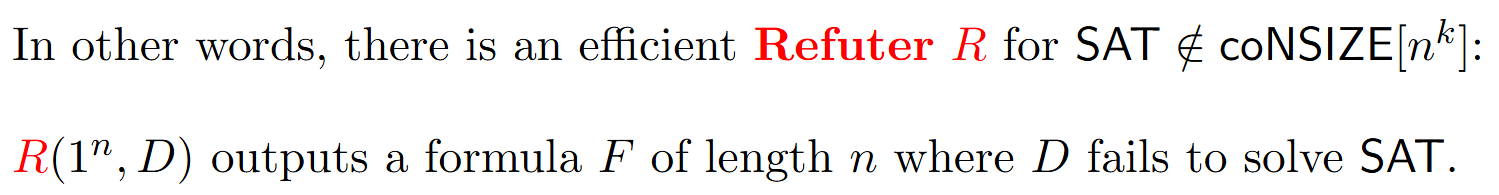 In other words, there is an efficient Refuter R for SAT ∉ coNSIZE[n^k]:
R(1^n, D) outputs a formula F of length n where D fails to solve SAT.